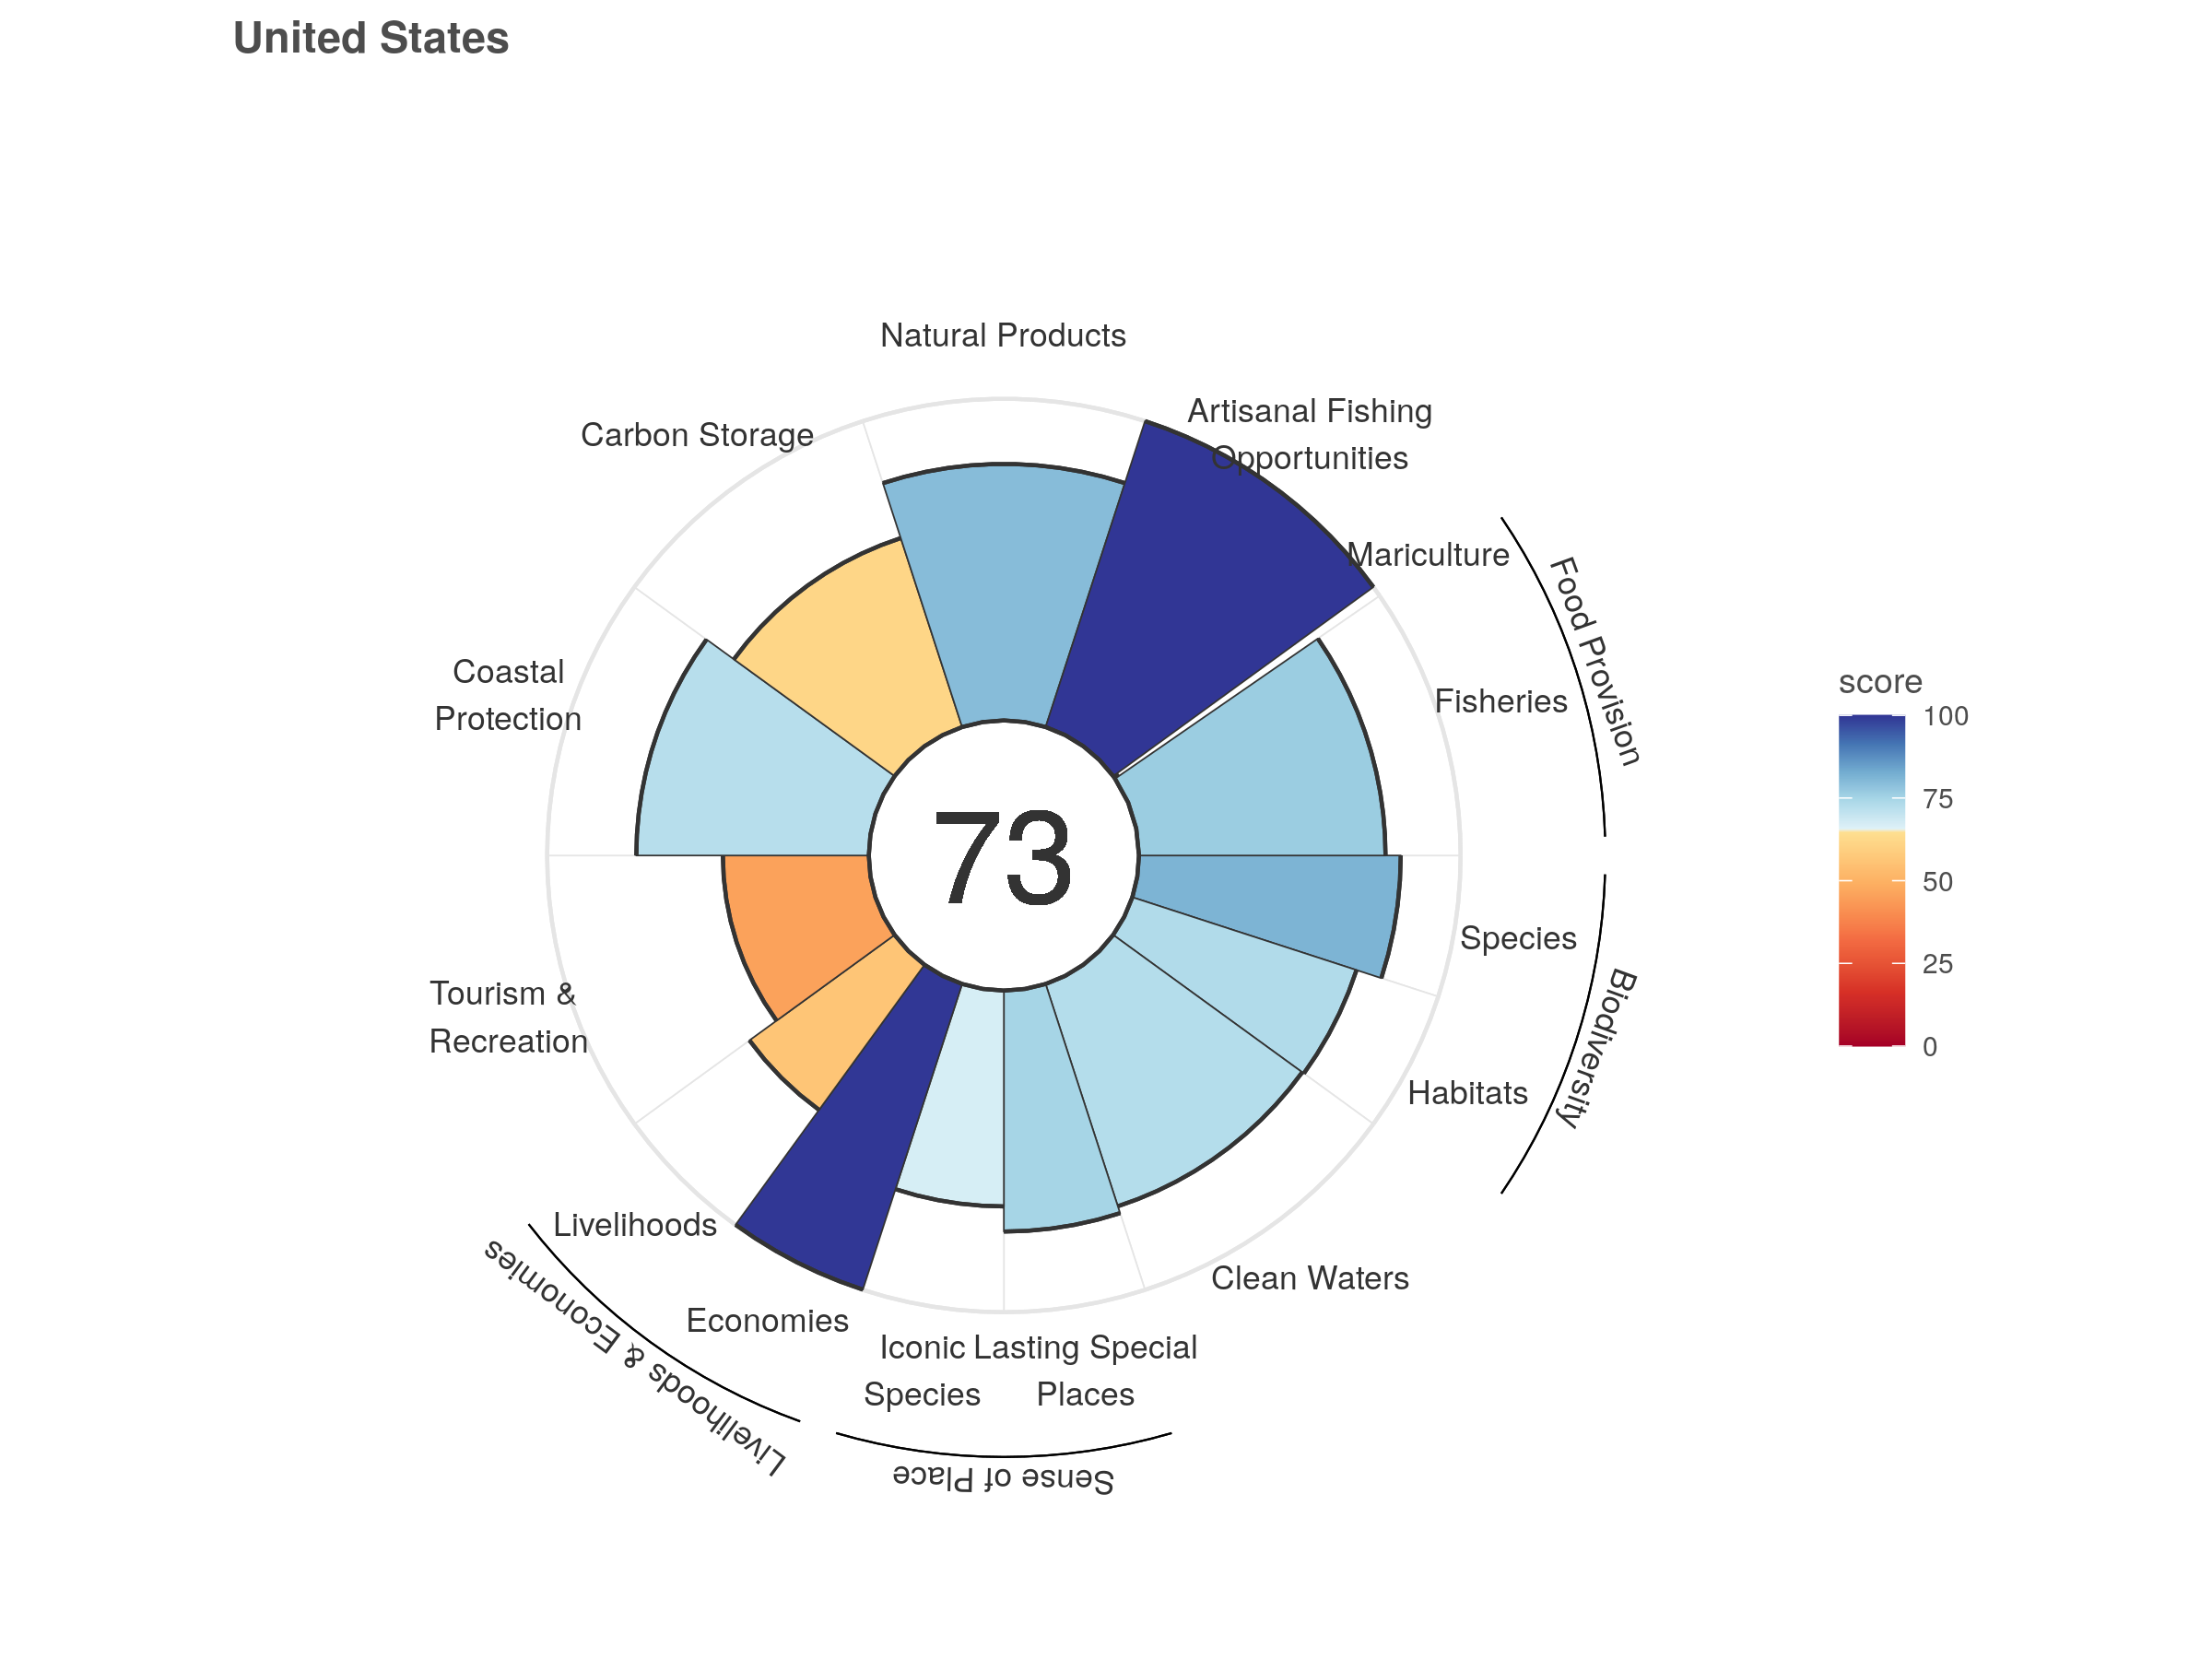 United States
Natural Products
Artisanal Fishing
Opportunities
Carbon Storage
Mariculture
Food Provision
Fisheries
Coastal
Protection
73
Species
Biodiversity
Habitats
Tourism &
Recreation
Clean Waters
Livelihoods
Economies
Livelihoods & Economies
Iconic
Species
Lasting Special
Places
Sense of Place
score
100
75
50
25
0